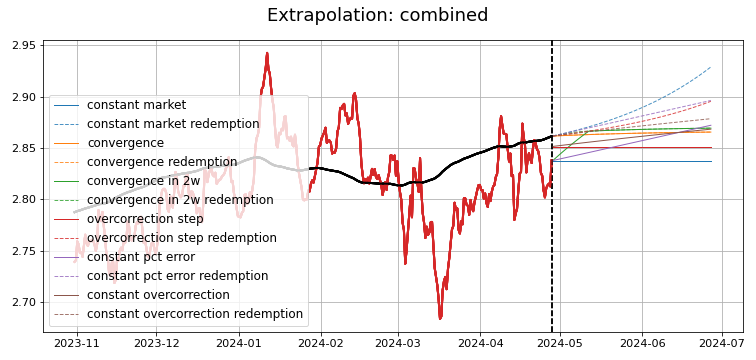 Extrapolation: combined
2.95
2.90
2.85
2.80
2.75
2.70
constant market
constant market redemption
convergence
convergence redemption
convergence in 2w
convergence in 2w redemption
overcorrection step
overcorrection step redemption
constant pct error
constant pct error redemption
constant overcorrection
constant overcorrection redemption
2023-11 2023-12 2024-01 2024-02 2024-03 2024-04 2024-05 2024-06 2024-07